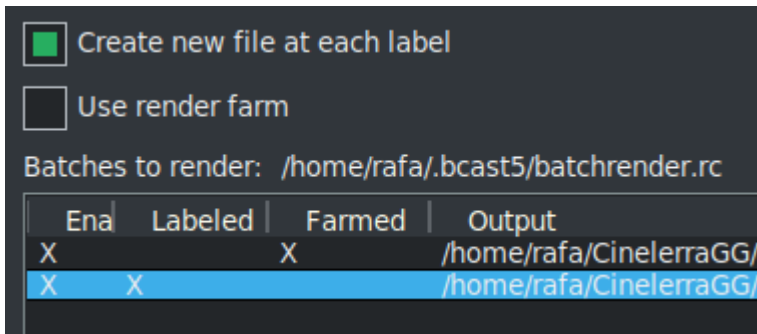 Create new file at each label
Use render farm
Batches to render: /home/rafa/.bcast5/batchrender.rc
Ena Labeled Farmed Output
X X /home/rafa/CinelerraGG/
X X /home/rafa/CinelerraGG/